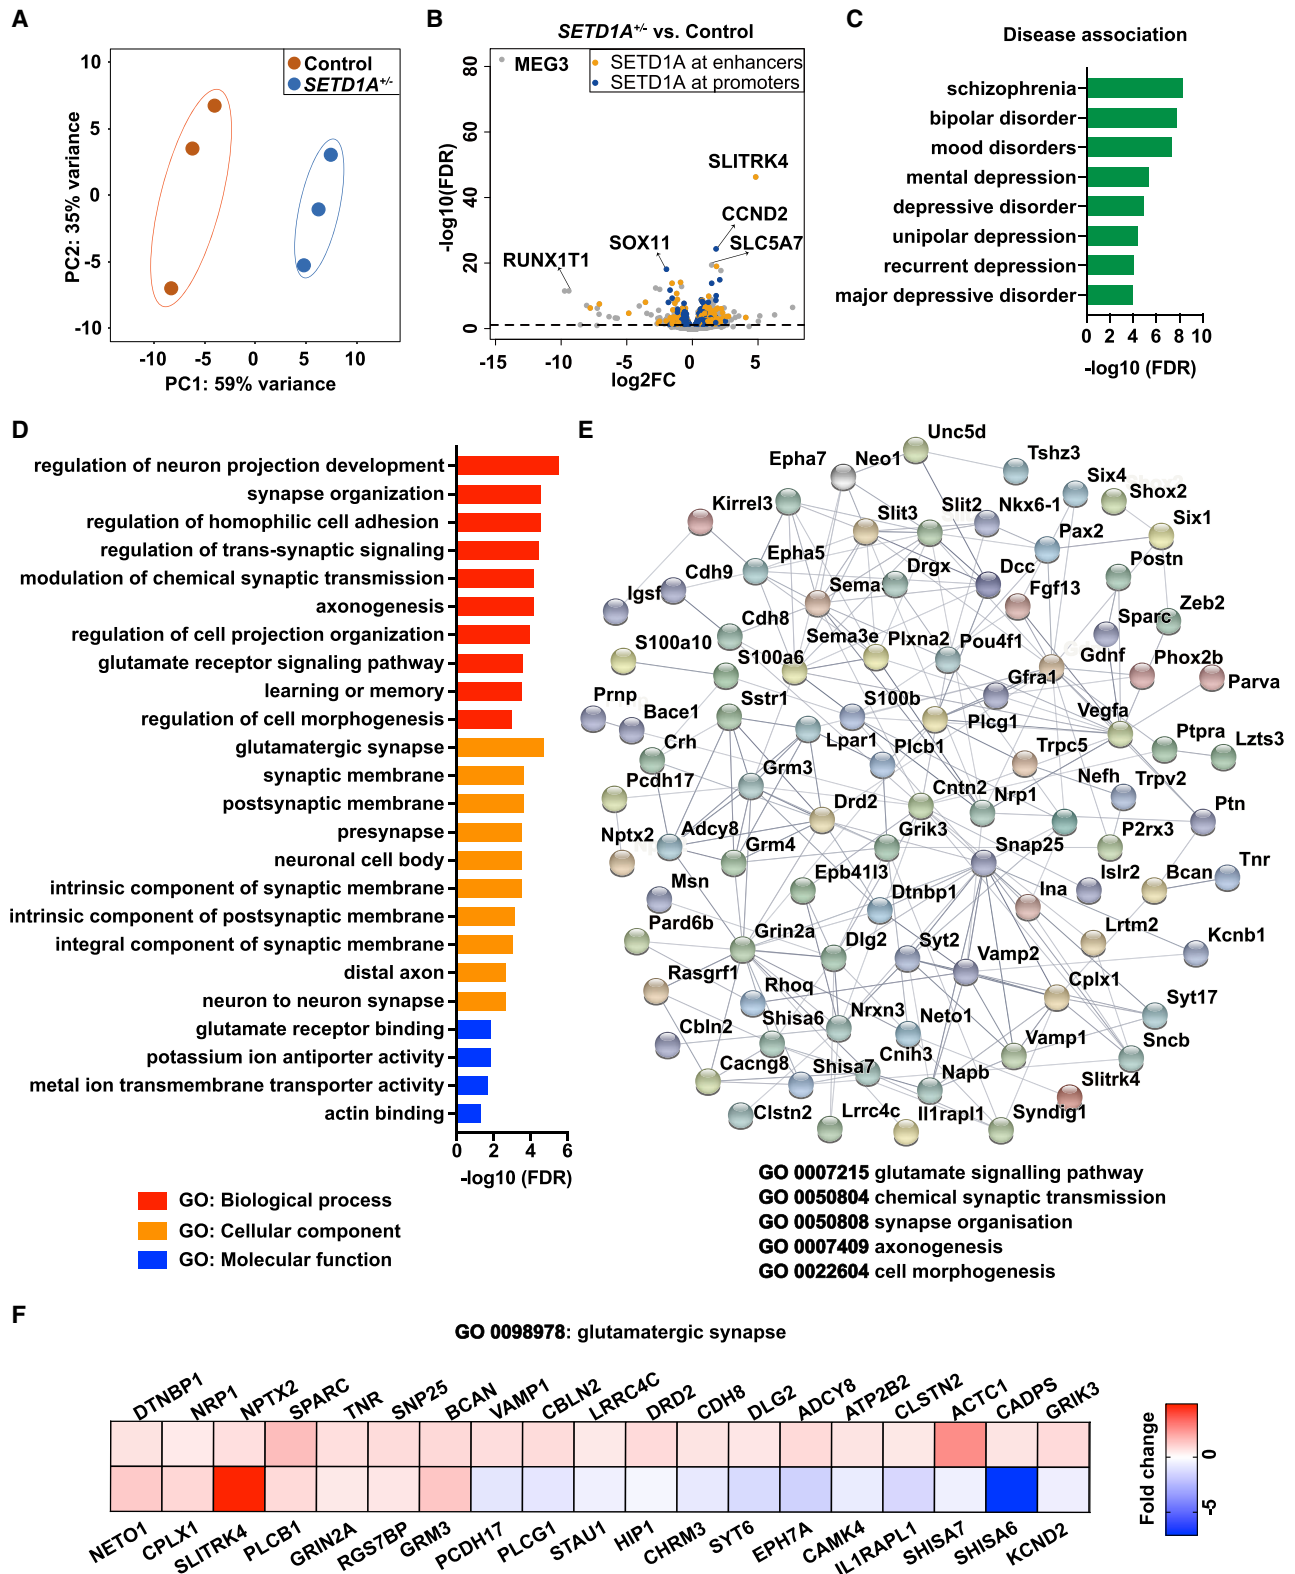 A
Control
SETD1A+/-
10
5
0
-5
-10
PC2: 35% variance
-10
-5
0
5
10
PC1: 59% variance
B
SETD1A+/- vs. Control
MEG3
SETD1A at enhancers
SETD1A at promoters
SLITRK4
CCND2
SOX11
SLC5A7
RUNX1T1
80
60
40
20
0
-log10(FDR)
-15
-10
-5
0
5
log2FC
C
Disease association
schizophrenia
bipolar disorder
mood disorders
mental depression
depressive disorder
unipolar depression
recurrent depression
major depressive disorder
0 2 4 6 8 10
-log10 (FDR)
D
regulation of neuron projection development
synapse organization
regulation of homophilic cell adhesion
regulation of trans-synaptic signaling
modulation of chemical synaptic transmission
axonogenesis
regulation of cell projection organization
glutamate receptor signaling pathway
learning or memory
regulation of cell morphogenesis
glutamatergic synapse
synaptic membrane
postsynaptic membrane
presynapse
neuronal cell body
intrinsic component of synaptic membrane
intrinsic component of postsynaptic membrane
integral component of synaptic membrane
distal axon
neuron to neuron synapse
glutamate receptor binding
potassium ion antiporter activity
metal ion transmembrane transporter activity
actin binding
0 2 4 6
-log10 (FDR)
GO: Biological process
GO: Cellular component
GO: Molecular function
E
Unc5d
Epha7
Neo1
Tshz3
Six4
Shox2
Kirrel3
Slit3
Slit2
Nkx6-1
Six1
Pax2
Epha5
Drgx
Dcc
Postn
Cdh9
Igsf
Sema
Fgf13
Zeb2
Cdh8
Sparc
S100a10
Sema3e
Plxna2
Pou4f1
Gdnf
S100a6
Phox2b
Gfra1
Parva
Prnp
Sstr1
S100b
Bace1
Plcg1
Vegfa
Crh
Lpar1
Plcb1
Trpc5
Ptpra
Lzts3
Pcdh17
Grm3
Nefh
Trpv2
Cntn2
Nrp1
Drd2
Ptn
Nptx2
Adcy8
Grik3
P2rx3
Grm4
Snap25
Epb41l3
Islr2
Bcan
Tnr
Msn
Dtnbp1
Ina
Pard6b
Grin2a
Lrtm2
Dlg2
Syt2
Vamp2
Kcnb1
Rasgrf1
Cplx1
Rhoq
Syt17
Shisa6
Nrxn3
Neto1
Cbln2
Vamp1
Sncb
Cacng8
Cnih3
Shisa7
Napb
Slitrk4
Clstn2
Lrrc4c
Il1rapl1
Syndig1
GO 0007215 glutamate signalling pathway
GO 0050804 chemical synaptic transmission
GO 0050808 synapse organisation
GO 0007409 axonogenesis
GO 0022604 cell morphogenesis
F
GO 0098978: glutamatergic synapse
DTNBP1 NRP1 NPTX2 SPARC TNR SNP25 BCAN VAMP1 CBLN2 LRRC4C DRD2 CDH8 DLG2 ADCY8 ATP2B2 CLSTN2 ACTC1 CADPS GRIK3
NETO1 CPLX1 SLITRK4 PLCB1 GRIN2A RGS7BP GRM3 PCDH17 PLCG1 STAU1 HIP1 CHRM3 SYT6 EPH7A CAMK4 IL1RAPL1 SHISA7 SHISA6 KCND2
Fold change
0
-5